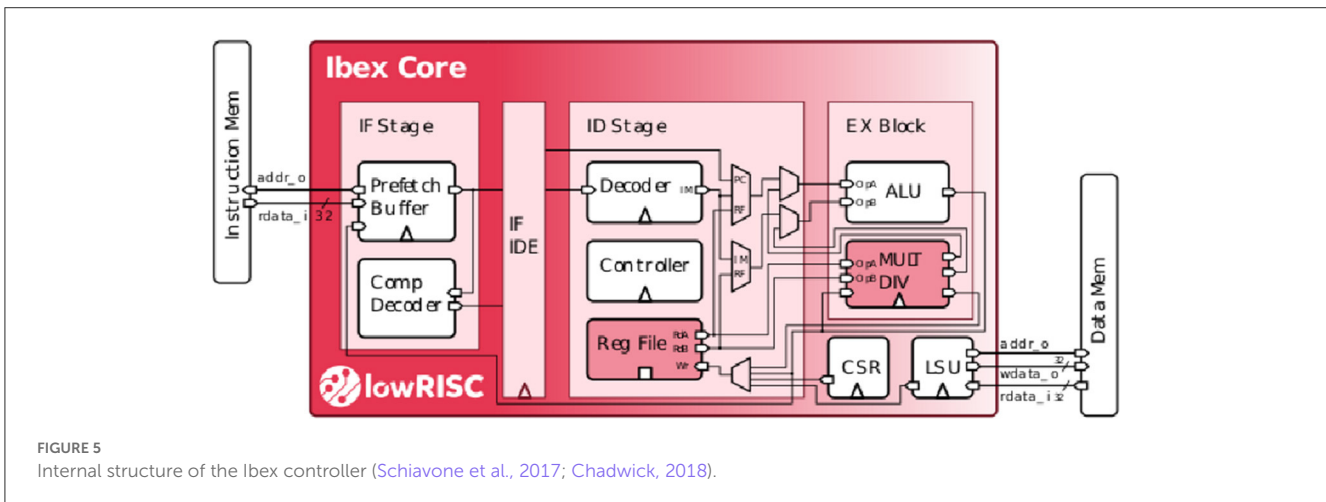 Ibex Core
Instruction Mem
addr_o
rdata_i 32
IF Stage
Prefetch
Buffer
Comp
Decoder
IF
IDE
ID Stage
Decoder
IM
Controller
Reg File
RdA
RdB
Wr
PC
RF
IM
RF
EX Block
OpA
OpB
ALU
OpA
OpB
MULT
DIV
CSR
LSU
addr_o
32
wdata_o
rdata_i 32
Data Mem
lowRISC
FIGURE 5
Internal structure of the Ibex controller (Schiavone et al., 2017; Chadwick, 2018).